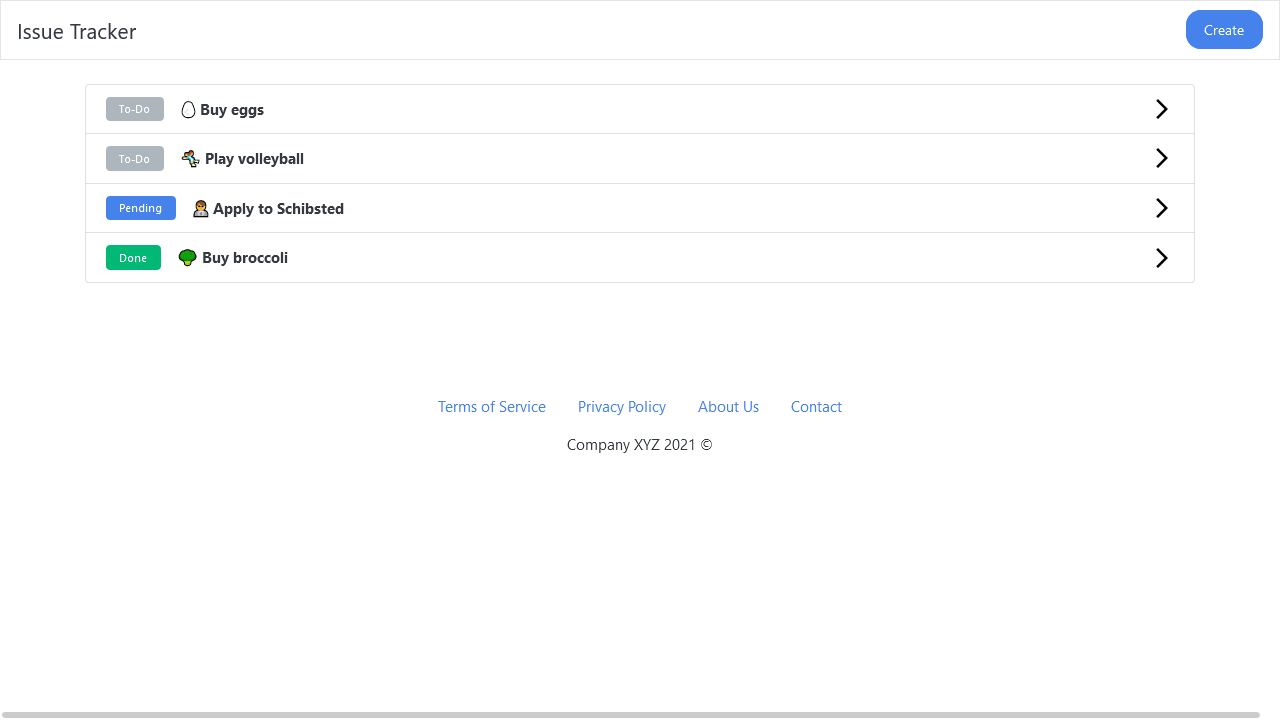 Issue Tracker
Create
To-Do 🥚 Buy eggs
To-Do 🤾 Play volleyball
Pending 👨‍💼 Apply to Schibsted
Done 🥦 Buy broccoli
Terms of Service Privacy Policy About Us Contact
Company XYZ 2021 ©